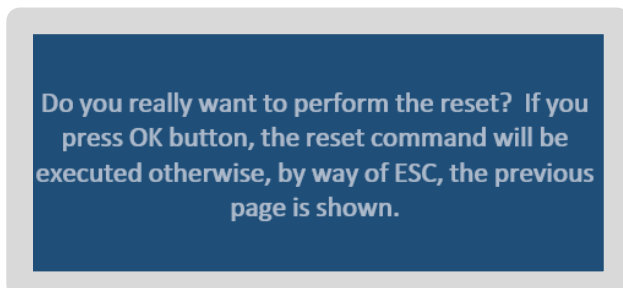 Do you really want to perform the reset?  If you
press OK button, the reset command will be
executed otherwise, by way of ESC, the previous
page is shown.